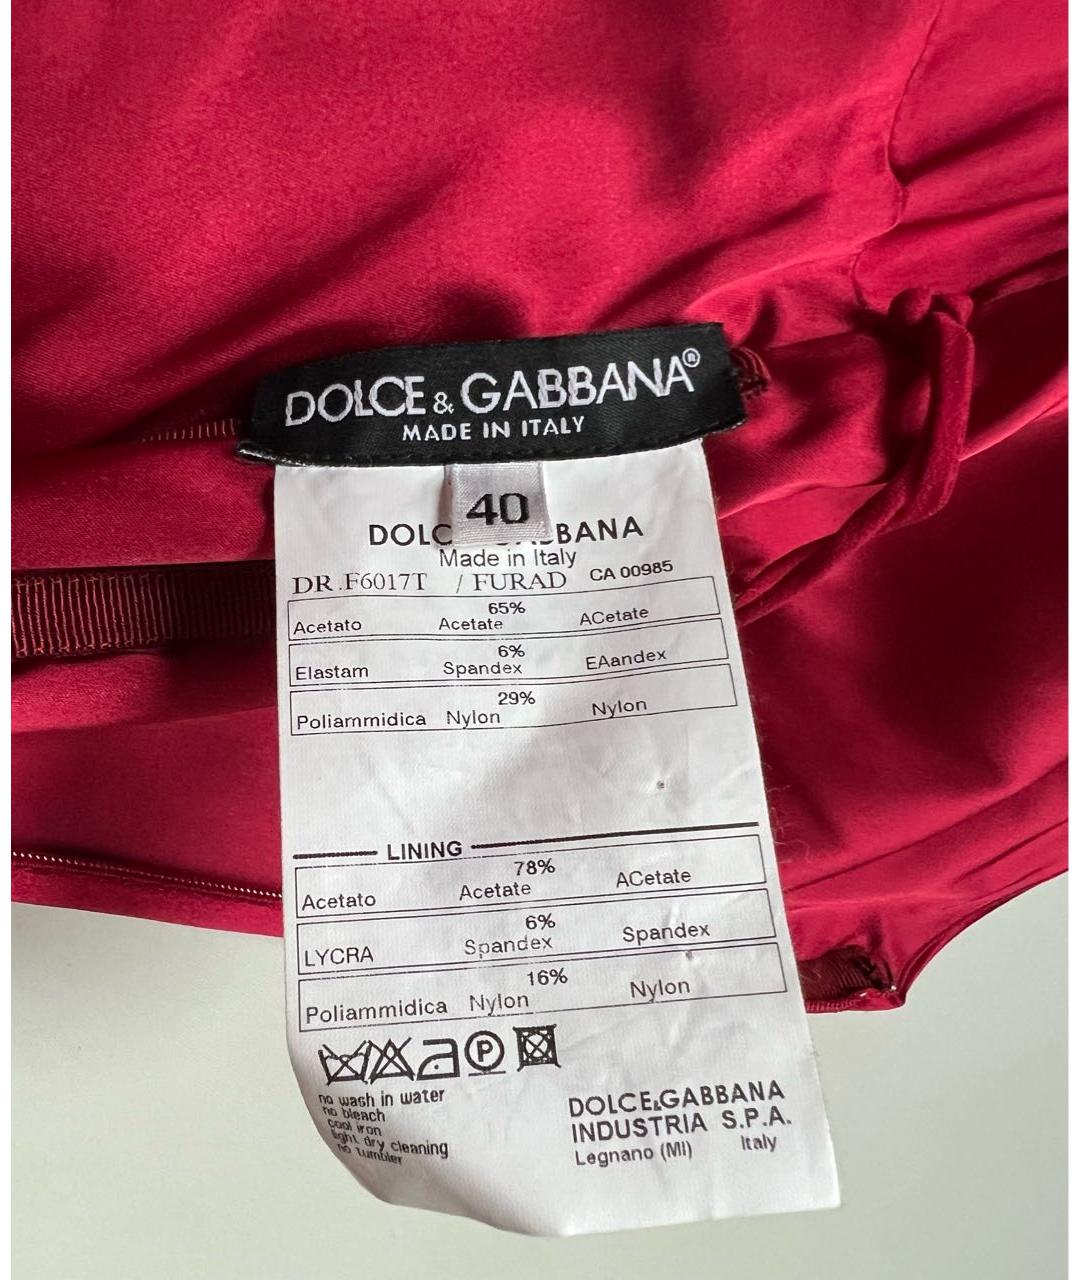 DOLCE & GABBANA®
MADE IN ITALY
40
DOLC BBANA
Made in Italy
DR.F6017T / FURAD CA 00985
65%
Acetato Acetate ACetate
6%
Elastam Spandex EAandex
29%
Poliammidica Nylon Nylon
LINING
78%
Acetato Acetate ACetate
6%
LYCRA Spandex Spandex
16%
Poliammidica Nylon Nylon
P
no wash in water
no bleach
cool iron
light dry cleaning
no tumbler
DOLCE&GABBANA
INDUSTRIA S.P.A.
Legnano (MI) Italy